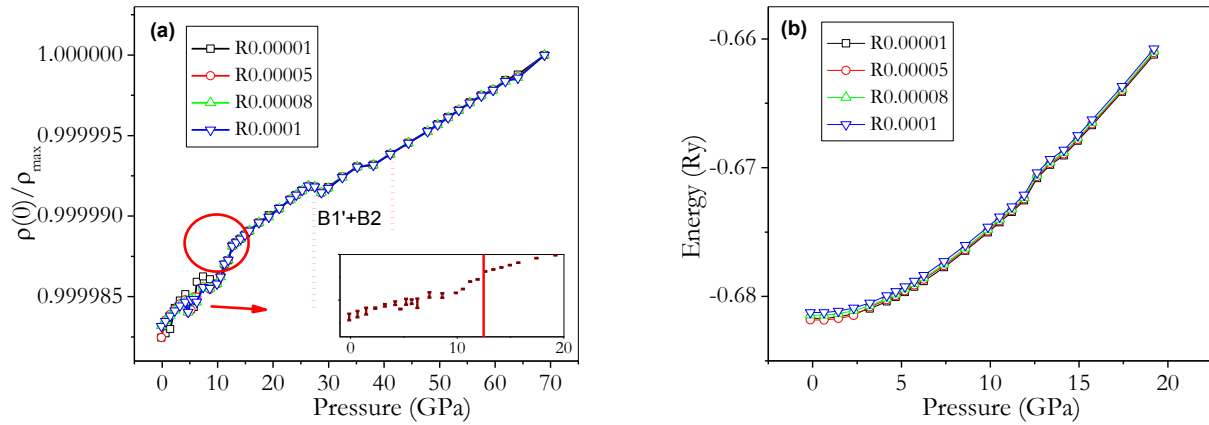 (a)
R0.00001
R0.00005
R0.00008
R0.0001
1.000000
0.999995
0.999990
0.999985
ρ(0)/ρmax
B1'+B2
0 10 20
0 10 20 30 40 50 60 70
Pressure (GPa)
(b)
R0.00001
R0.00005
R0.00008
R0.0001
-0.66
-0.67
-0.68
Energy (Ry)
0 5 10 15 20
Pressure (GPa)